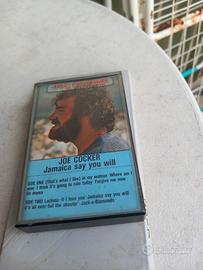 JOE COCKER
Jamaica say you will
SIDE ONE (That's what I like) in my woman · Where am I
now · I think it's going to rain today · Forgive me now
Oh mama
SIDE TWO Lucinda · If I love you · Jamaica say you will
It's all over but the shoutin' · Jack-a-Diamonds